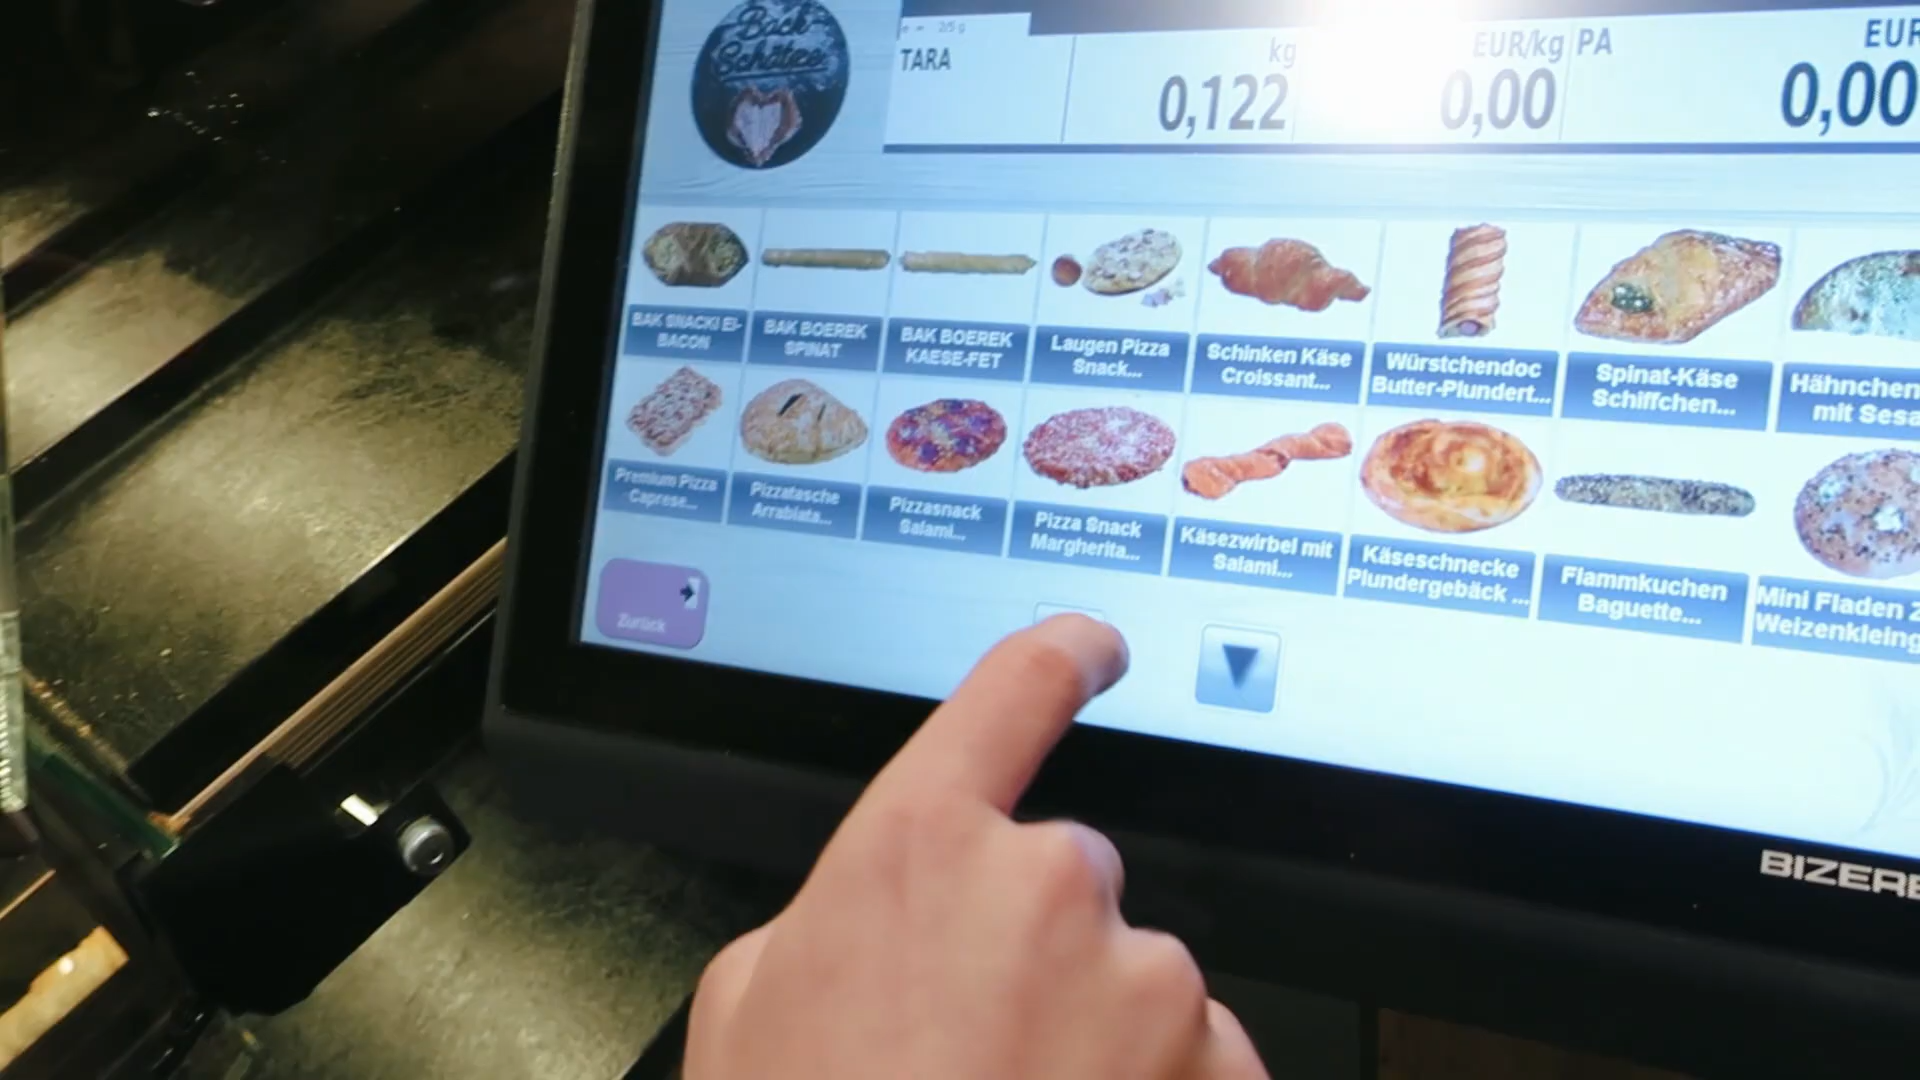 Back
Schätze
e = 2/5 g
TARA
kg
0,122
EUR/kg
0,00
PA
EUR
0,00
BAK SNACKI EI-
BACON
BAK BOEREK
SPINAT
BAK BOEREK
KAESE-FET
Laugen Pizza
Snack...
Schinken Käse
Croissant...
Würstchendoc
Butter-Plundert...
Spinat-Käse
Schiffchen...
Hähnchen
mit Sesa
Premium Pizza
Caprese...
Pizzatasche
Arrabiata...
Pizzasnack
Salami...
Pizza Snack
Margherita...
Käsezwirbel mit
Salami...
Käseschnecke
Plundergebäck ...
Flammkuchen
Baguette...
Mini Fladen 2
Weizenkleing
Zurück
BIZERB